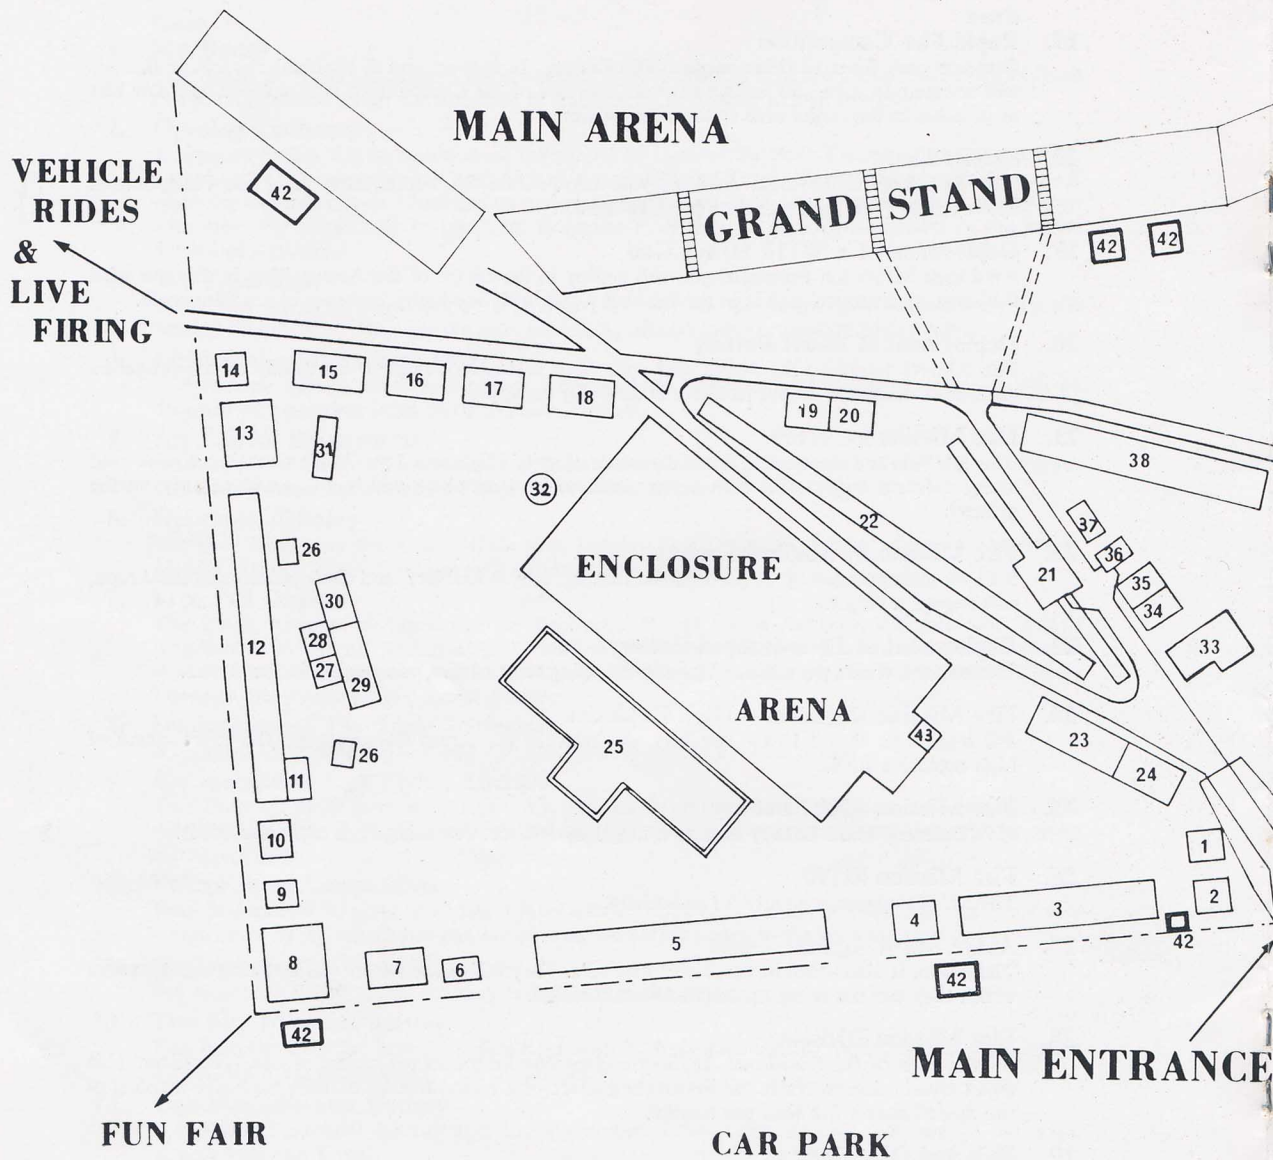 MAIN ARENA
VEHICLE
RIDES
&
LIVE
FIRING
42
GRAND STAND
42 42
14 15 16 17 18 19 20
13 31 38
32
22 37
26 ENCLOSURE 21 36
35
30 34
12 28 33
27
29
ARENA
23
43
25
26 24
11
10 1
9 2
3
4 42
5
8 7 6
42
42
MAIN ENTRANCE
FUN FAIR
CAR PARK